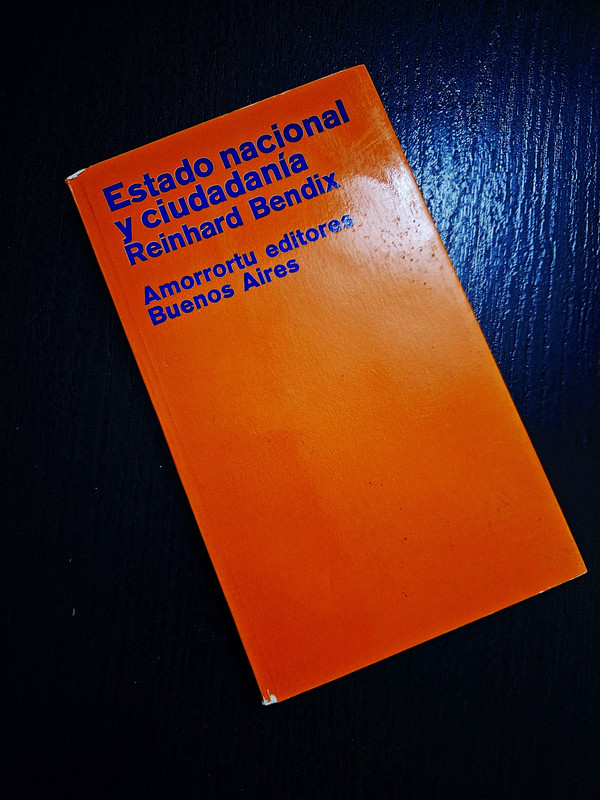 Estado nacional
y ciudadanía
Reinhard Bendix
Amorrortu editores
Buenos Aires